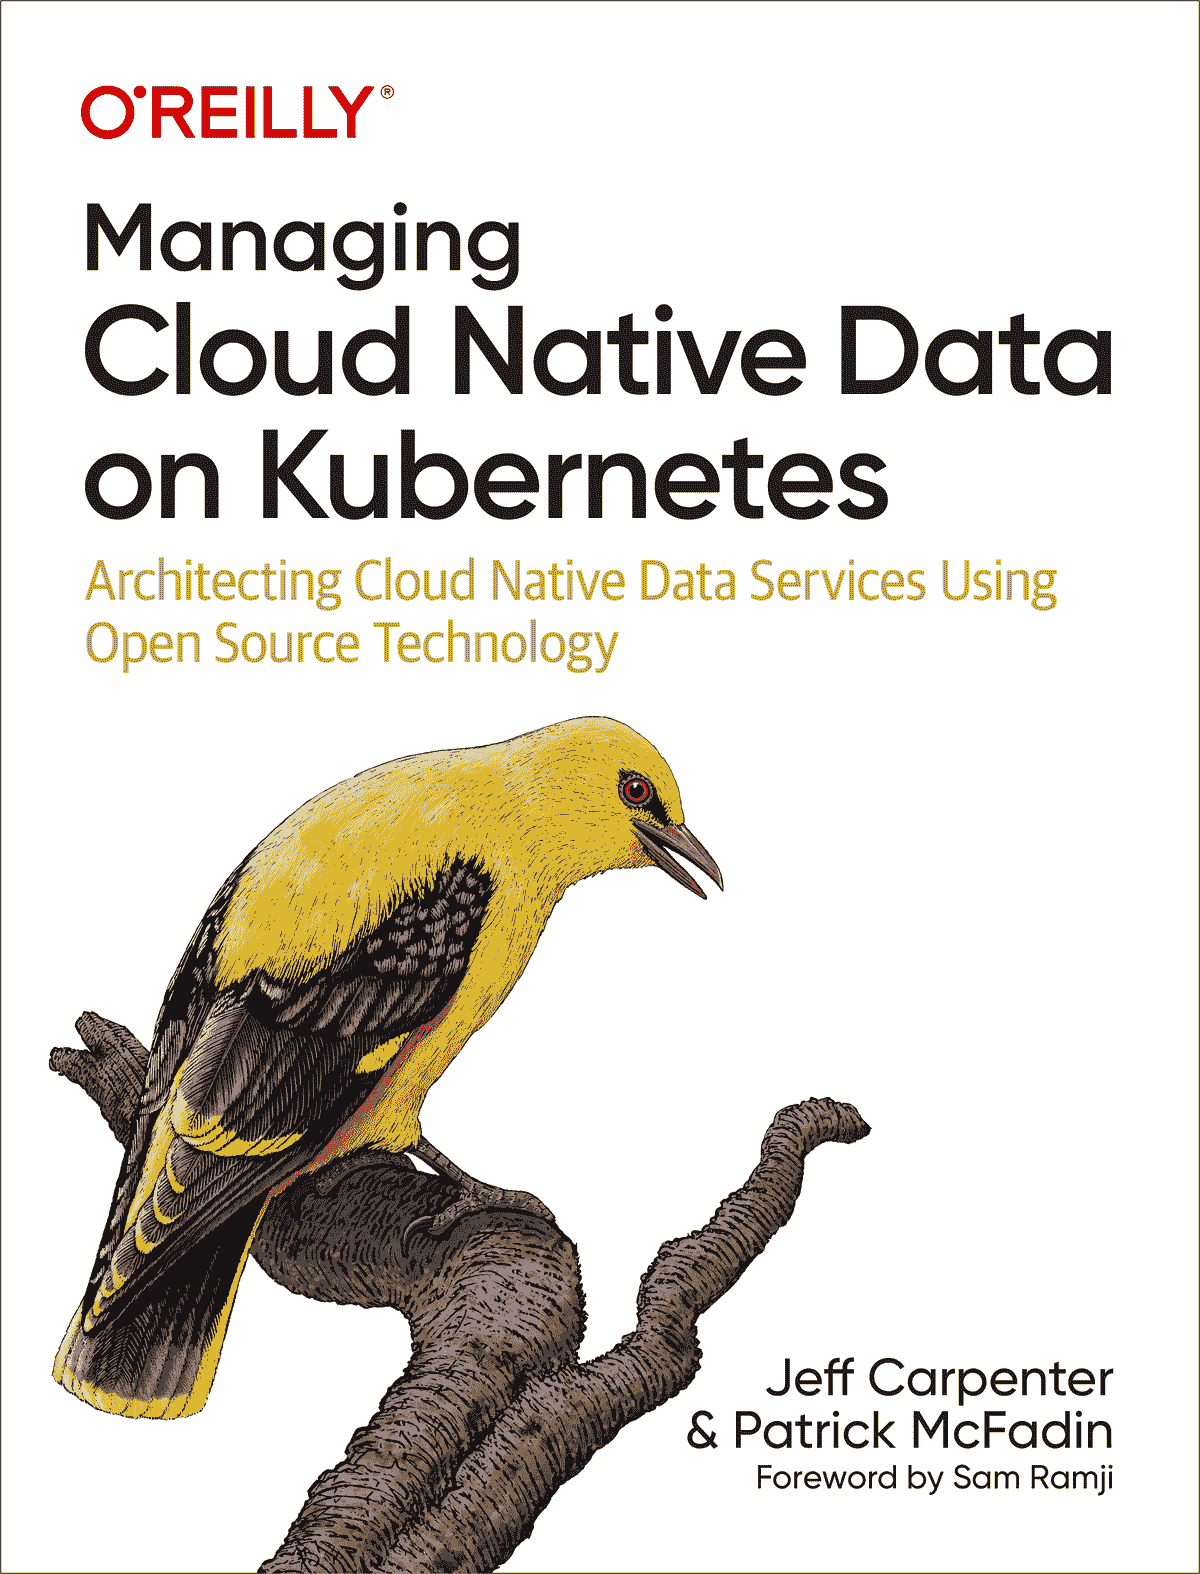 O'REILLY®
Managing
Cloud Native Data
on Kubernetes
Architecting Cloud Native Data Services Using
Open Source Technology
Jeff Carpenter
& Patrick McFadin
Foreword by Sam Ramji